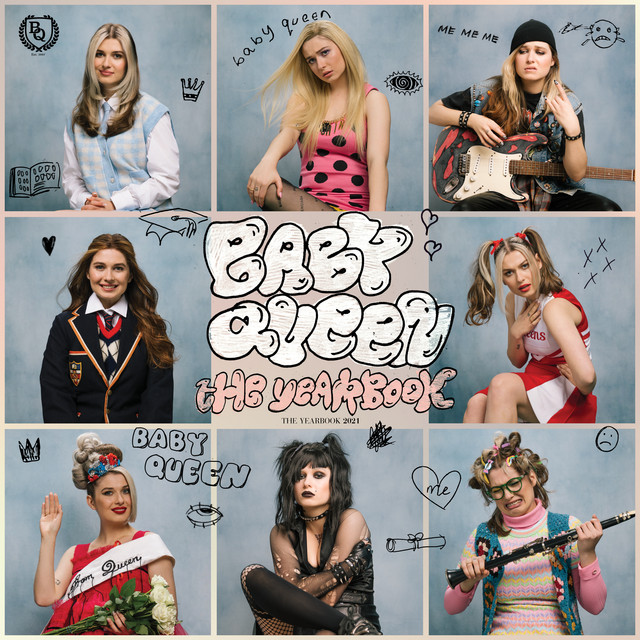 BQ
baby queen
ME ME ME
BABY
QUEEN
THE YEARBOOK
THE YEARBOOK 2021
BABY
QUEEN
Prom Queen
me